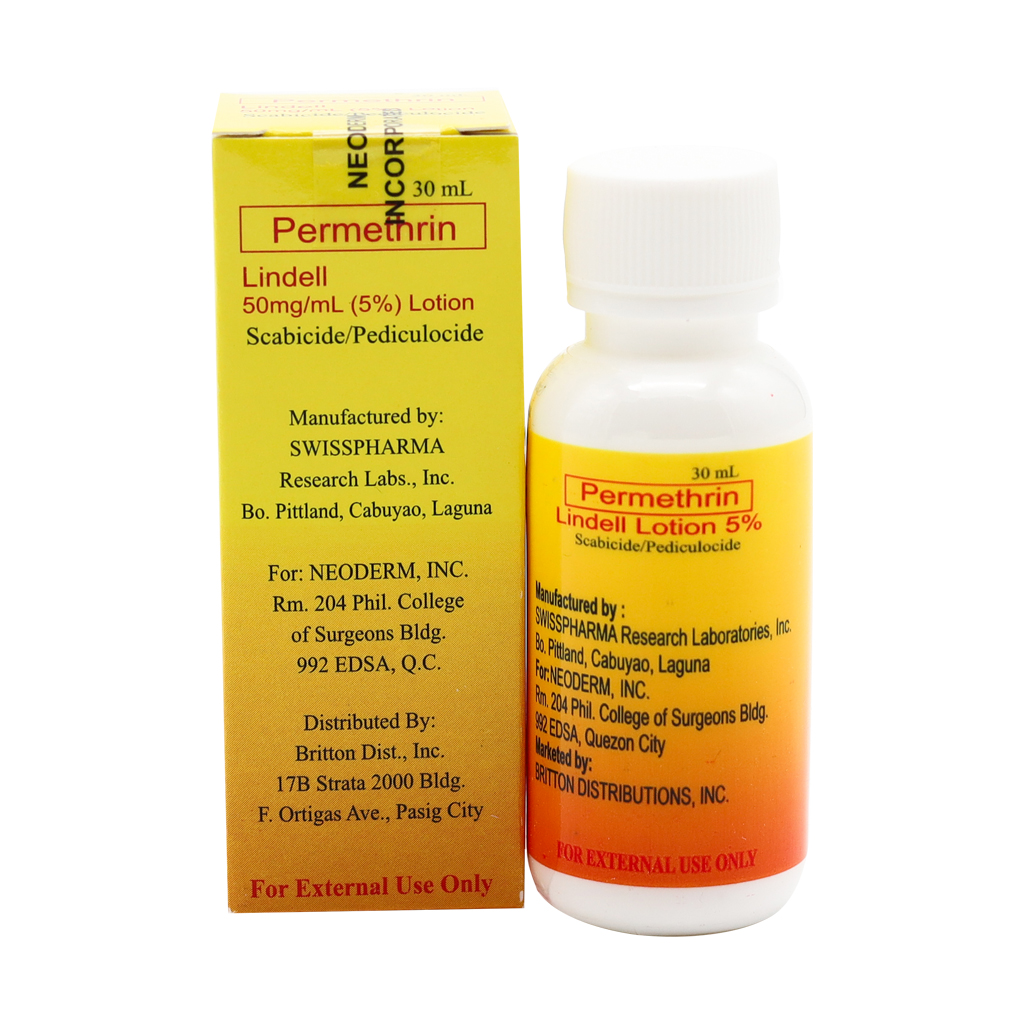 Permethrin
NEODERM
INCORPORATED
30 mL
Permethrin
Lindell
50mg/mL (5%) Lotion
Scabicide/Pediculocide
Manufactured by:
SWISSPHARMA
Research Labs., Inc.
Bo. Pittland, Cabuyao, Laguna
For: NEODERM, INC.
Rm. 204 Phil. College
of Surgeons Bldg.
992 EDSA, Q.C.
Distributed By:
Britton Dist., Inc.
17B Strata 2000 Bldg.
F. Ortigas Ave., Pasig City
For External Use Only
30 mL
Permethrin
Lindell Lotion 5%
Scabicide/Pediculocide
Manufactured by :
SWISSPHARMA Research Laboratories, Inc.
Bo. Pittland, Cabuyao, Laguna
For:NEODERM, INC.
Rm. 204 Phil. College of Surgeons Bldg.
992 EDSA, Quezon City
Marketed by:
BRITTON DISTRIBUTIONS, INC.
FOR EXTERNAL USE ONLY